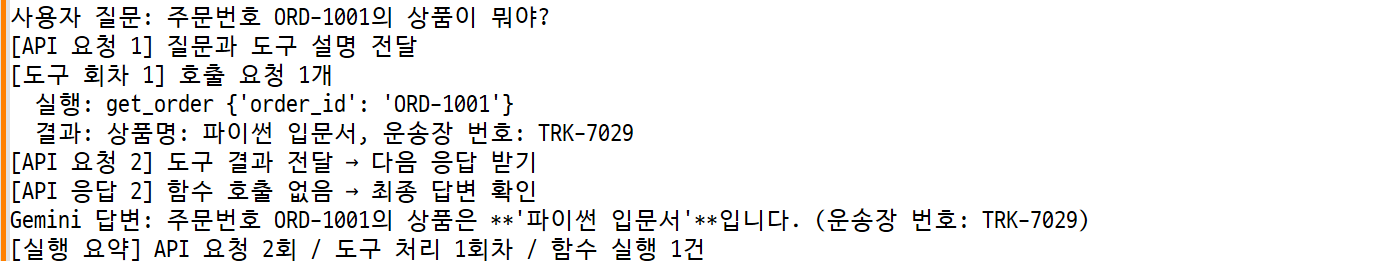 사용자 질문: 주문번호 ORD-1001의 상품이 뭐야?
[API 요청 1] 질문과 도구 설명 전달
[도구 회차 1] 호출 요청 1개
  실행: get_order {'order_id': 'ORD-1001'}
  결과: 상품명: 파이썬 입문서, 운송장 번호: TRK-7029
[API 요청 2] 도구 결과 전달 → 다음 응답 받기
[API 응답 2] 함수 호출 없음 → 최종 답변 확인
Gemini 답변: 주문번호 ORD-1001의 상품은 **'파이썬 입문서'**입니다. (운송장 번호: TRK-7029)
[실행 요약] API 요청 2회 / 도구 처리 1회차 / 함수 실행 1건